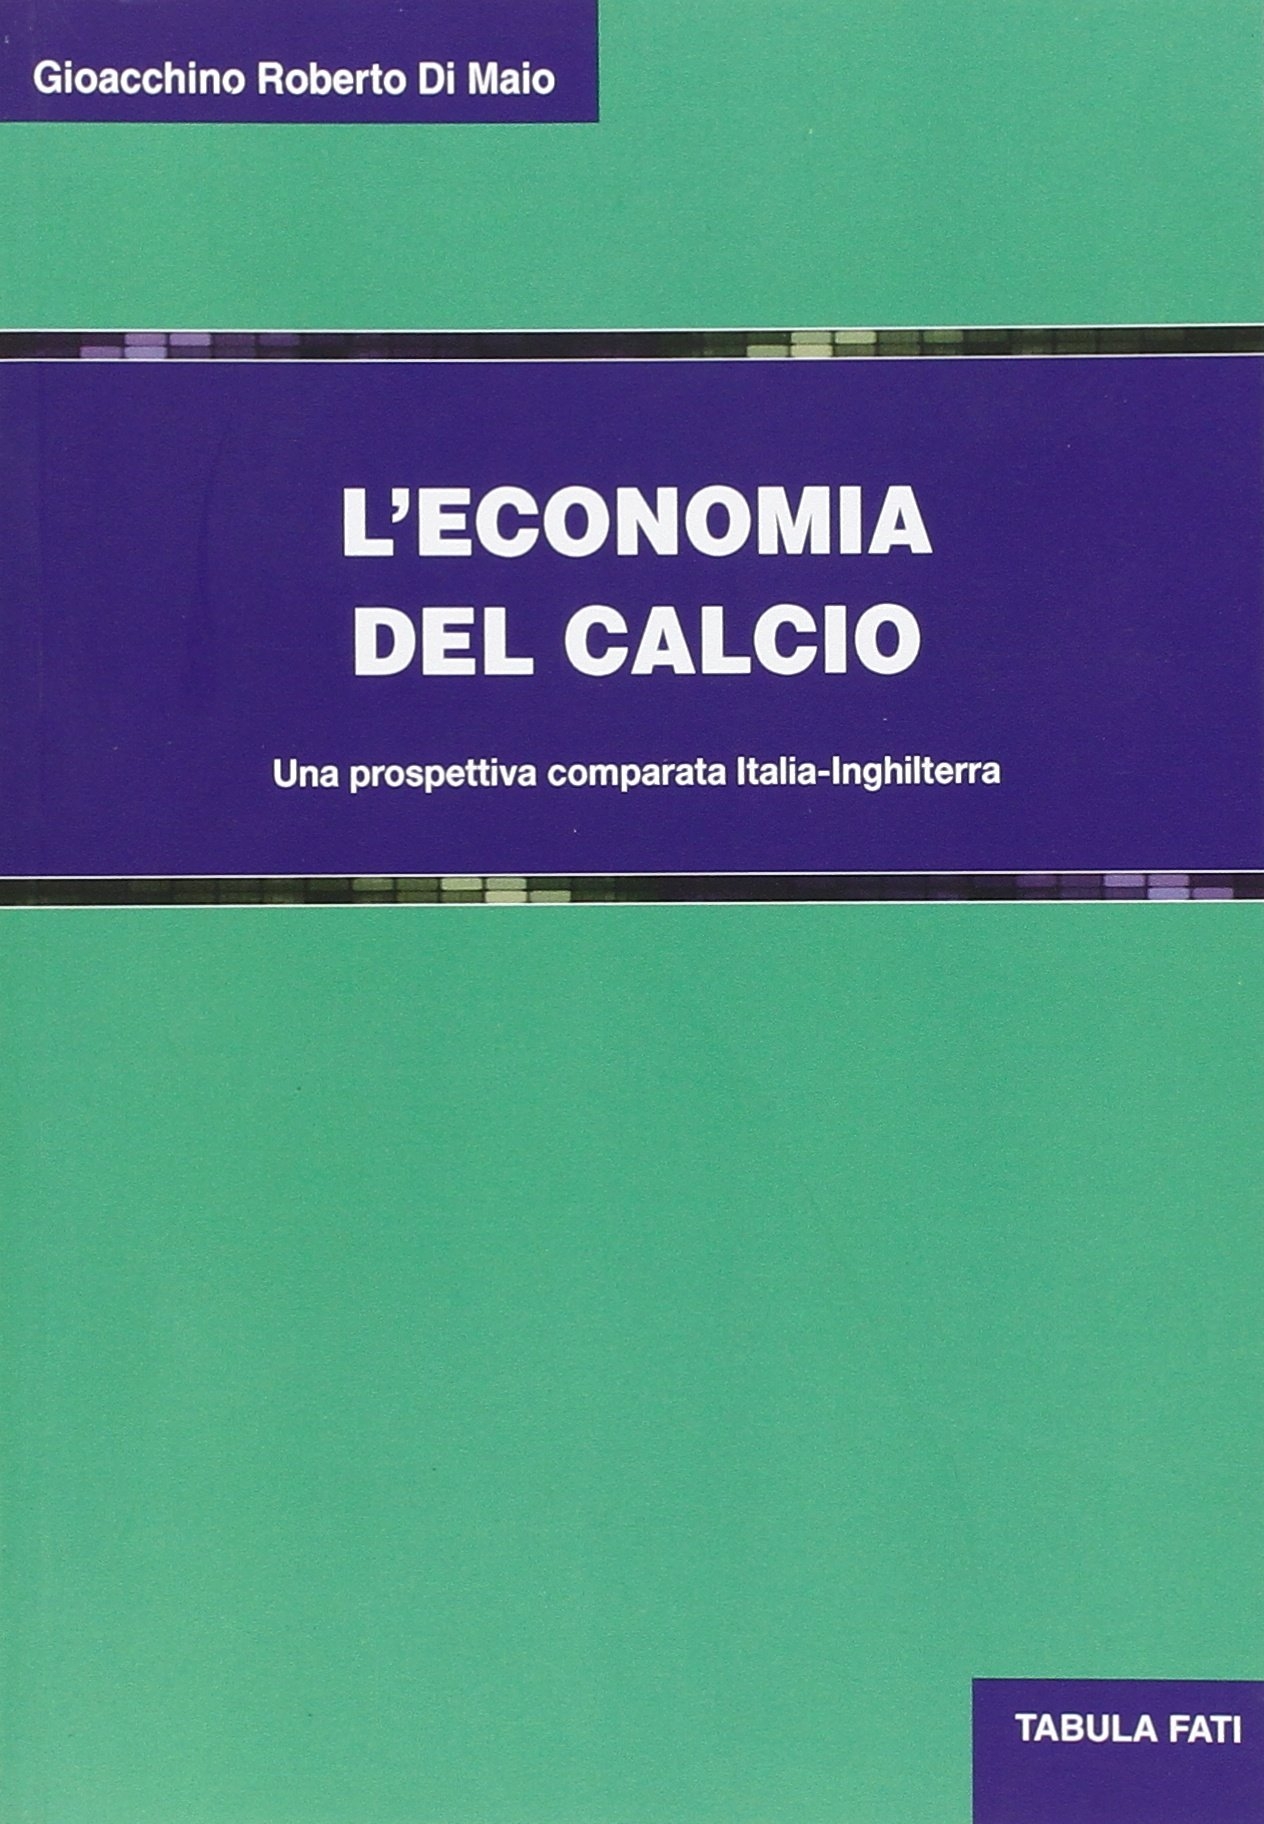 Gioacchino Roberto Di Maio
L'ECONOMIA
DEL CALCIO
Una prospettiva comparata Italia-Inghilterra
TABULA FATI